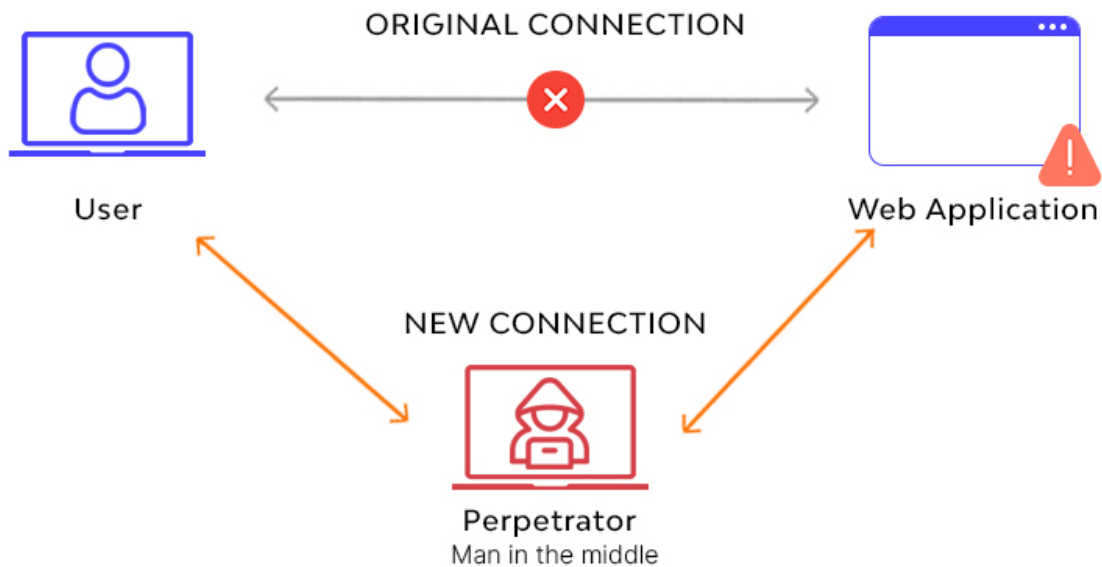 ORIGINAL CONNECTION
User
Web Application
NEW CONNECTION
Perpetrator
Man in the middle